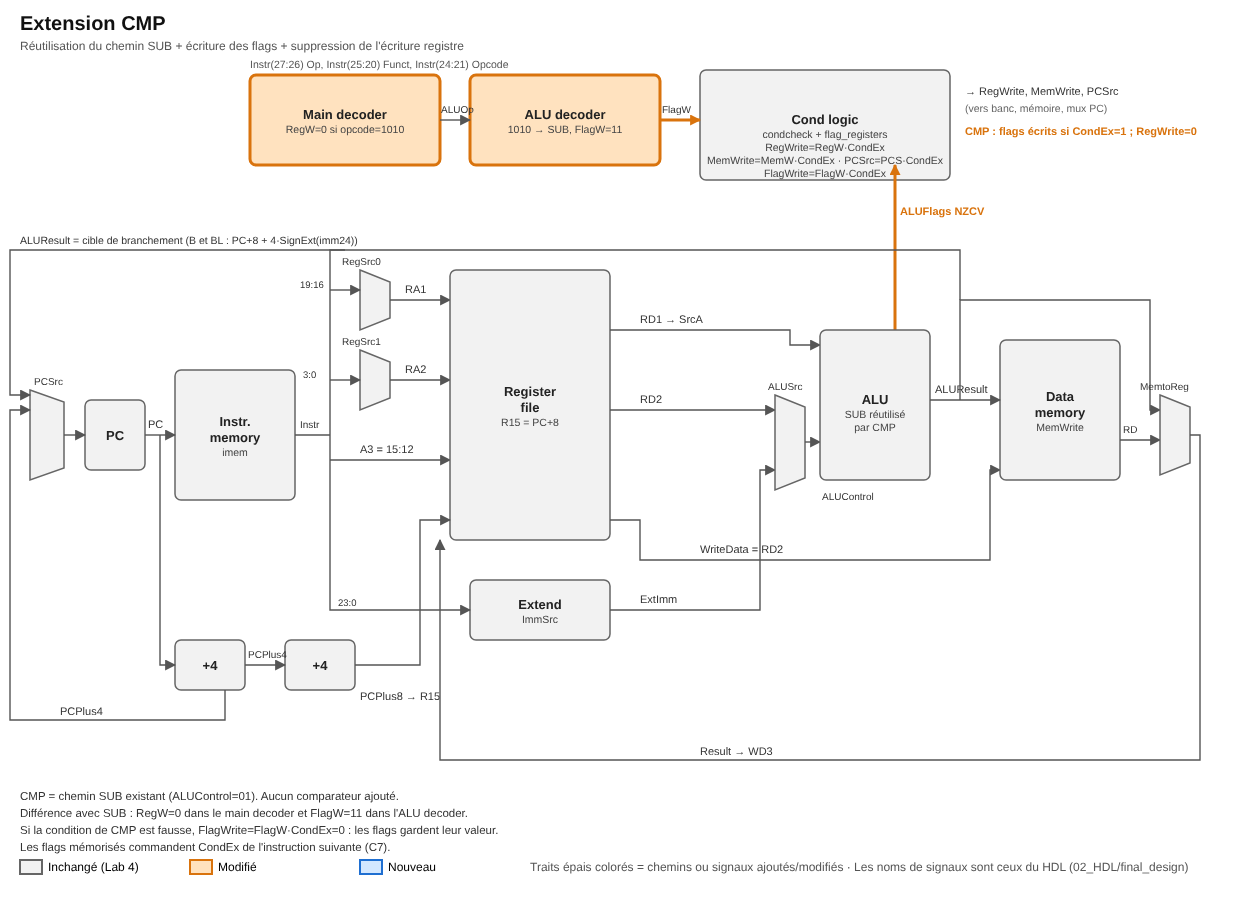 Extension CMP
Réutilisation du chemin SUB + écriture des flags + suppression de l'écriture registre
Instr(27:26) Op, Instr(25:20) Funct, Instr(24:21) Opcode
Main decoder
RegW=0 si opcode=1010
ALUOp
ALU decoder
1010 → SUB, FlagW=11
FlagW
Cond logic
condcheck + flag_registers
RegWrite=RegW·CondEx
MemWrite=MemW·CondEx · PCSrc=PCS·CondEx
FlagWrite=FlagW·CondEx
→ RegWrite, MemWrite, PCSrc
(vers banc, mémoire, mux PC)
CMP : flags écrits si CondEx=1 ; RegWrite=0
ALUFlags NZCV
ALUResult = cible de branchement (B et BL : PC+8 + 4·SignExt(imm24))
RegSrc0
19:16
RA1
RegSrc1
3:0
RA2
PCSrc
PC
PC
Instr.
memory
imem
Instr
A3 = 15:12
Register
file
R15 = PC+8
RD1 → SrcA
RD2
ALUSrc
ALU
SUB réutilisé
par CMP
ALUControl
ALUResult
Data
memory
MemWrite
MemtoReg
RD
WriteData = RD2
23:0
Extend
ImmSrc
ExtImm
+4
PCPlus4
+4
PCPlus8 → R15
PCPlus4
Result → WD3
CMP = chemin SUB existant (ALUControl=01). Aucun comparateur ajouté.
Différence avec SUB : RegW=0 dans le main decoder et FlagW=11 dans l'ALU decoder.
Si la condition de CMP est fausse, FlagWrite=FlagW·CondEx=0 : les flags gardent leur valeur.
Les flags mémorisés commandent CondEx de l'instruction suivante (C7).
Inchangé (Lab 4)
Modifié
Nouveau
Traits épais colorés = chemins ou signaux ajoutés/modifiés · Les noms de signaux sont ceux du HDL (02_HDL/final_design)